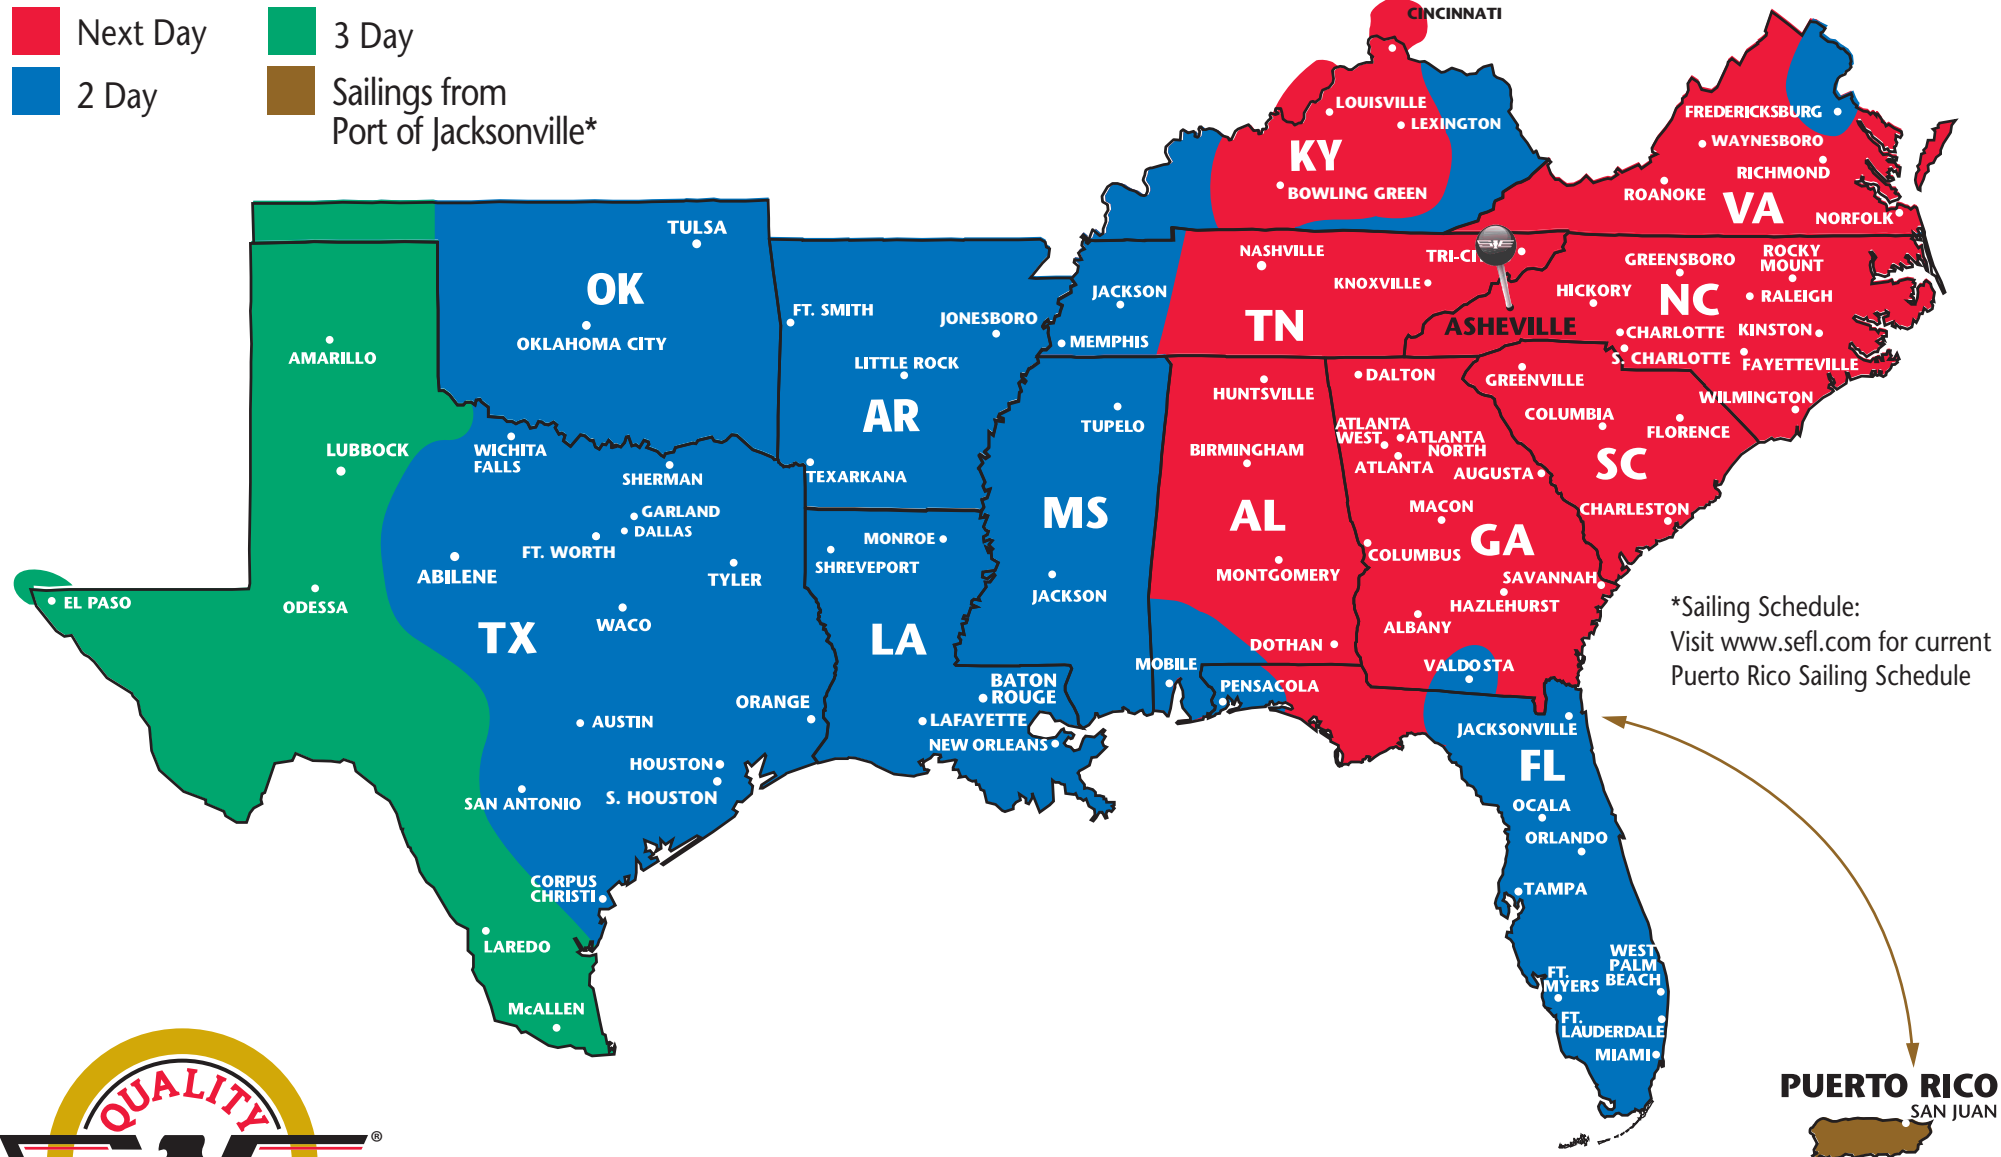 Next Day
2 Day
3 Day
Sailings from
Port of Jacksonville*
CINCINNATI
LOUISVILLE
LEXINGTON
KY
BOWLING GREEN
FREDERICKSBURG
WAYNESBORO
RICHMOND
ROANOKE
VA
NORFOLK
TULSA
OK
OKLAHOMA CITY
AMARILLO
LUBBOCK
ODESSA
EL PASO
WICHITA
FALLS
SHERMAN
GARLAND
DALLAS
FT. WORTH
ABILENE
TYLER
WACO
TX
AUSTIN
ORANGE
HOUSTON
S. HOUSTON
SAN ANTONIO
CORPUS
CHRISTI
LAREDO
McALLEN
FT. SMITH
JONESBORO
LITTLE ROCK
AR
TEXARKANA
MONROE
SHREVEPORT
LA
BATON
ROUGE
LAFAYETTE
NEW ORLEANS
JACKSON
MEMPHIS
NASHVILLE
KNOXVILLE
TN
TUPELO
MS
JACKSON
HUNTSVILLE
BIRMINGHAM
AL
MONTGOMERY
DOTHAN
MOBILE
PENSACOLA
ASHEVILLE
HICKORY
GREENSBORO
ROCKY
MOUNT
NC
RALEIGH
CHARLOTTE
KINSTON
S. CHARLOTTE
FAYETTEVILLE
WILMINGTON
DALTON
ATLANTA
WEST
ATLANTA
NORTH
ATLANTA
AUGUSTA
MACON
COLUMBUS
GA
SAVANNAH
HAZLEHURST
ALBANY
VALDOSTA
GREENVILLE
COLUMBIA
FLORENCE
SC
CHARLESTON
JACKSONVILLE
FL
OCALA
ORLANDO
TAMPA
WEST
PALM
BEACH
FT.
MYERS
FT.
LAUDERDALE
MIAMI
*Sailing Schedule:
Visit www.sefl.com for current
Puerto Rico Sailing Schedule
PUERTO RICO
SAN JUAN
QUALITY
®